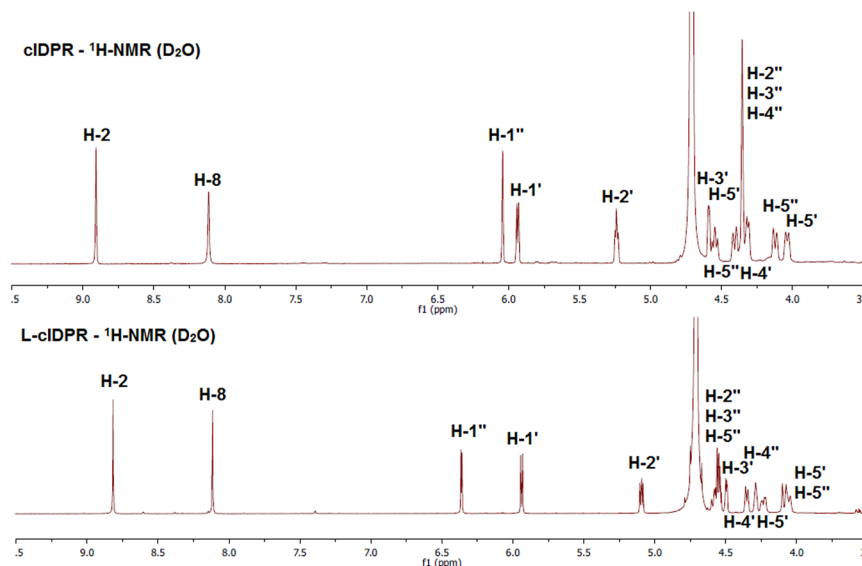 cIDPR - ¹H-NMR (D₂O)
H-2
H-8
H-1''
H-1'
H-2'
H-3'
H-5'
H-5''
H-4'
H-2''
H-3''
H-4''
H-5''
H-5'
.5 9.0 8.5 8.0 7.5 7.0 6.5 6.0 5.5 5.0 4.5 4.0 3
f1 (ppm)
L-cIDPR - ¹H-NMR (D₂O)
H-2
H-8
H-1''
H-1'
H-2'
H-2''
H-3''
H-5''
H-3'
H-4''
H-4' H-5'
H-5'
H-5''
.5 9.0 8.5 8.0 7.5 7.0 6.5 6.0 5.5 5.0 4.5 4.0 3
f1 (ppm)